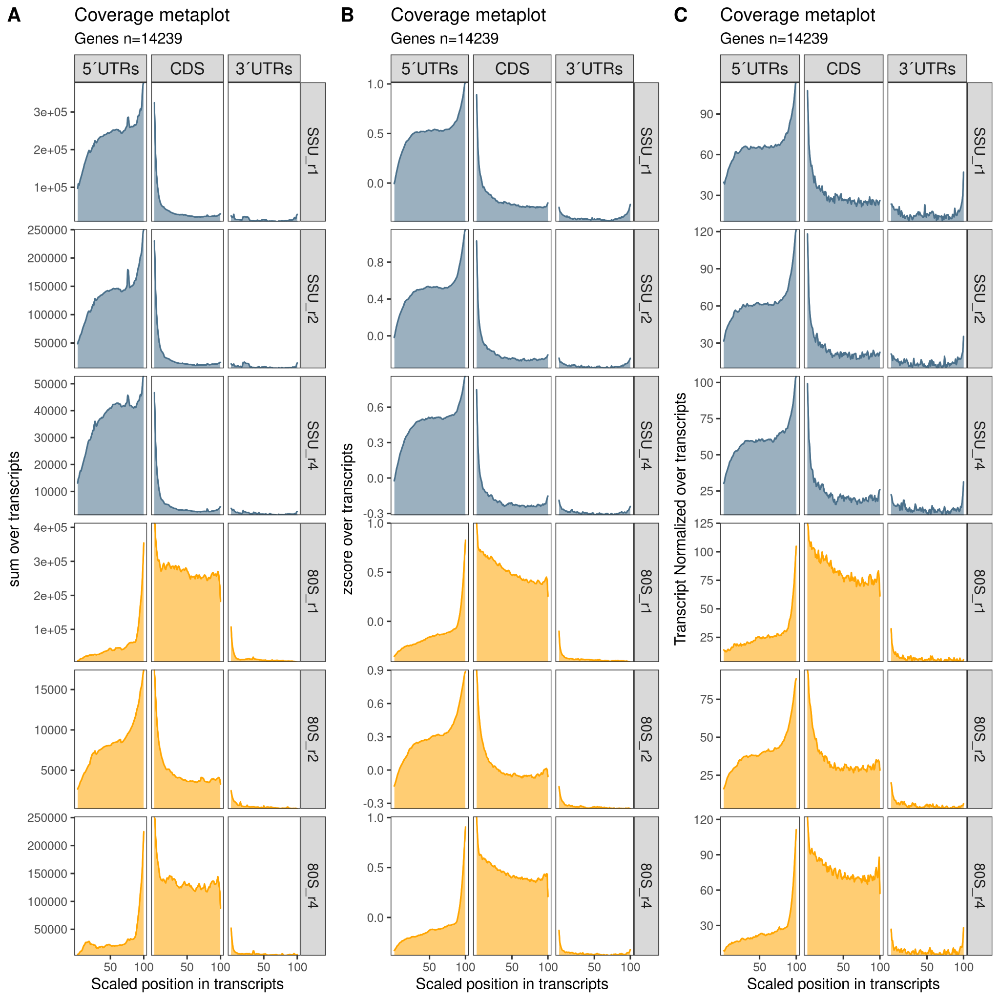 A
Coverage metaplot
Genes n=14239
5´UTRs
CDS
3´UTRs
sum over transcripts
3e+05
2e+05
1e+05
SSU_r1
250000
200000
150000
100000
50000
SSU_r2
50000
40000
30000
20000
10000
SSU_r4
4e+05
3e+05
2e+05
1e+05
80S_r1
15000
10000
5000
80S_r2
250000
200000
150000
100000
50000
80S_r4
50 100 50 100 50 100
Scaled position in transcripts
B
Coverage metaplot
Genes n=14239
5´UTRs
CDS
3´UTRs
zscore over transcripts
1.0
0.5
0.0
SSU_r1
0.8
0.4
0.0
SSU_r2
0.6
0.3
0.0
-0.3
SSU_r4
1.0
0.5
0.0
80S_r1
0.9
0.6
0.3
0.0
-0.3
80S_r2
1.0
0.5
0.0
80S_r4
50 100 50 100 50 100
Scaled position in transcripts
C
Coverage metaplot
Genes n=14239
5´UTRs
CDS
3´UTRs
Transcript Normalized over transcripts
90
60
30
SSU_r1
120
90
60
30
SSU_r2
100
75
50
25
SSU_r4
125
100
75
50
25
80S_r1
75
50
25
80S_r2
120
90
60
30
80S_r4
50 100 50 100 50 100
Scaled position in transcripts